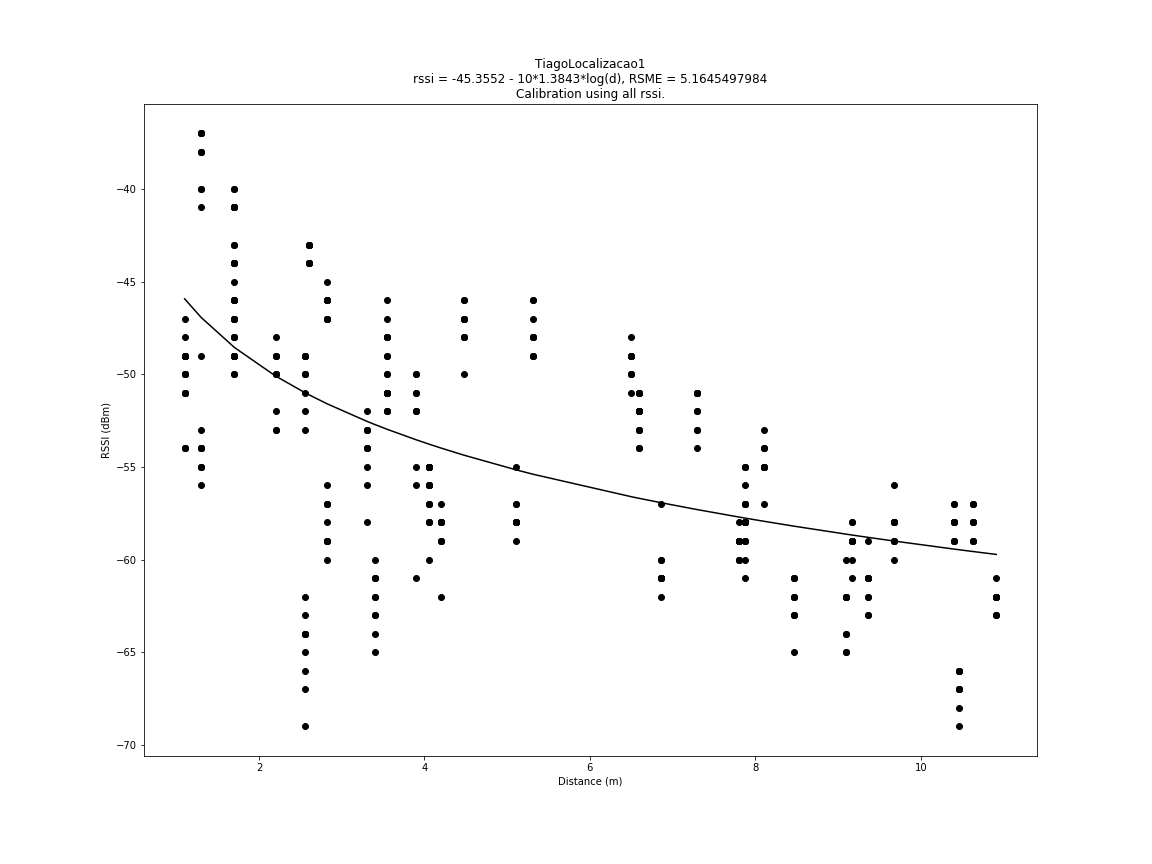 TiagoLocalizacao1
rssi = -45.3552 - 10*1.3843*log(d), RSME = 5.1645497984
Calibration using all rssi.
−40
−45
−50
−55
−60
−65
−70
RSSI (dBm)
2
4
6
8
10
Distance (m)